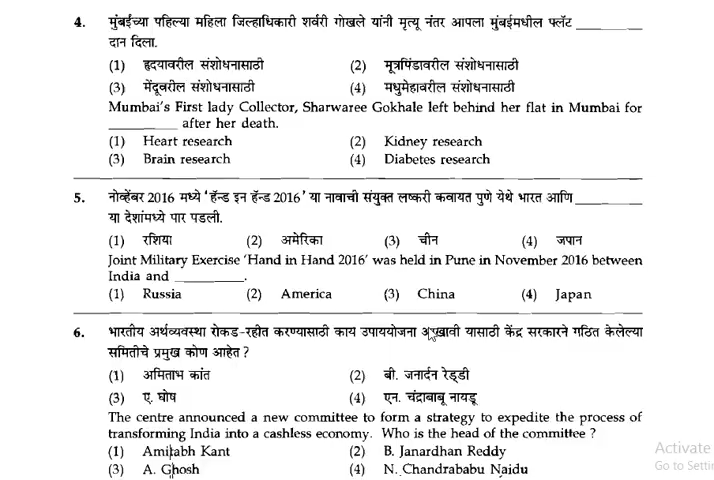 4. मुंबईच्या पहिल्या महिला जिल्हाधिकारी शर्वरी गोखले यांनी मृत्यू नंतर आपला मुंबईमधील फ्लॅट ________
दान दिला.
(1) हृदयावरील संशोधनासाठी (2) मूत्रपिंडावरील संशोधनासाठी
(3) मेंदूवरील संशोधनासाठी (4) मधुमेहावरील संशोधनासाठी
Mumbai's First lady Collector, Sharwaree Gokhale left behind her flat in Mumbai for
________ after her death.
(1) Heart research (2) Kidney research
(3) Brain research (4) Diabetes research
5. नोव्हेंबर 2016 मध्ये 'हॅन्ड इन हॅन्ड 2016' या नावाची संयुक्त लष्करी कवायत पुणे येथे भारत आणि ________
या देशांमध्ये पार पडली.
(1) रशिया (2) अमेरिका (3) चीन (4) जपान
Joint Military Exercise 'Hand in Hand 2016' was held in Pune in November 2016 between
India and ________.
(1) Russia (2) America (3) China (4) Japan
6. भारतीय अर्थव्यवस्था रोकड-रहीत करण्यासाठी काय उपाययोजना आखावी यासाठी केंद्र सरकारने गठित केलेल्या
समितीचे प्रमुख कोण आहेत ?
(1) अमिताभ कांत (2) बी. जनार्दन रेड्डी
(3) ए. घोष (4) एन. चंद्राबाबू नायडू
The centre announced a new committee to form a strategy to expedite the process of
transforming India into a cashless economy. Who is the head of the committee ?
(1) Amitabh Kant (2) B. Janardhan Reddy
(3) A. Ghosh (4) N. Chandrababu Naidu
Activate
Go to Settin